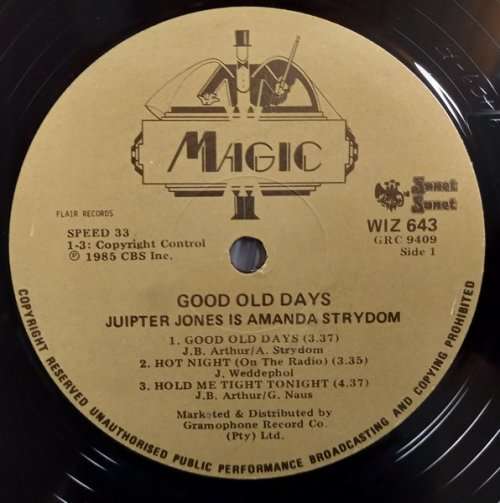 MAGIC
FLAIR RECORDS
SPEED 33
1-3: Copyright Control
℗ 1985 CBS Inc.
Sunet
Sunet
WIZ 643
GRC 9409
Side 1
GOOD OLD DAYS
JUIPTER JONES IS AMANDA STRYDOM
1. GOOD OLD DAYS (3.37)
J.B. Arthur/A. Strydom
2. HOT NIGHT (On The Radio) (3.35)
J. Weddephol
3. HOLD ME TIGHT TONIGHT (4.37)
J.B. Arthur/G. Naus
Marketed & Distributed by
Gramophone Record Co.
(Pty) Ltd.
COPYRIGHT RESERVED UNAUTHORISED PUBLIC PERFORMANCE BROADCASTING AND COPYING PROHIBITED